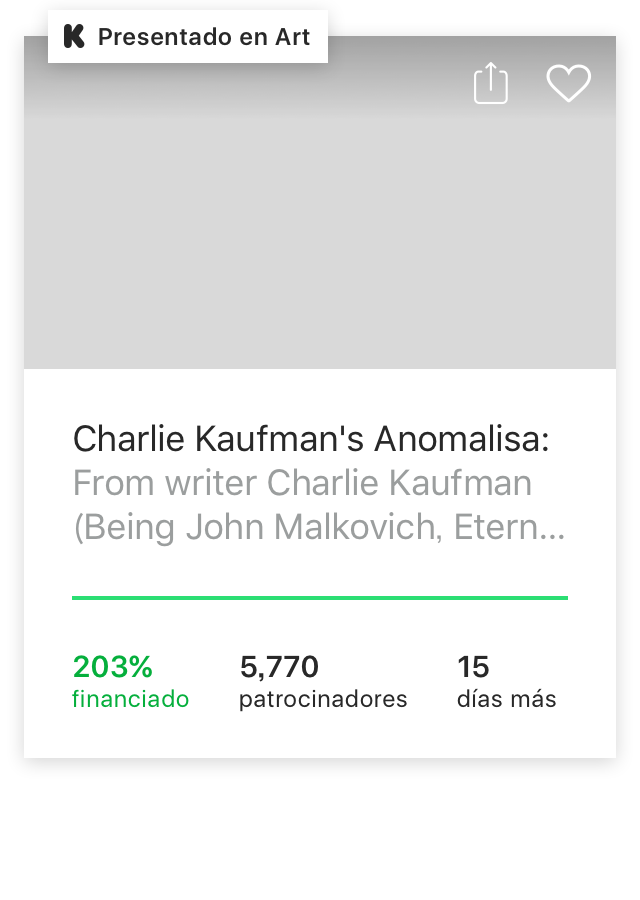 Presentado en Art
Charlie Kaufman's Anomalisa:
From writer Charlie Kaufman
(Being John Malkovich, Etern...
203%
financiado
5,770
patrocinadores
15
días más